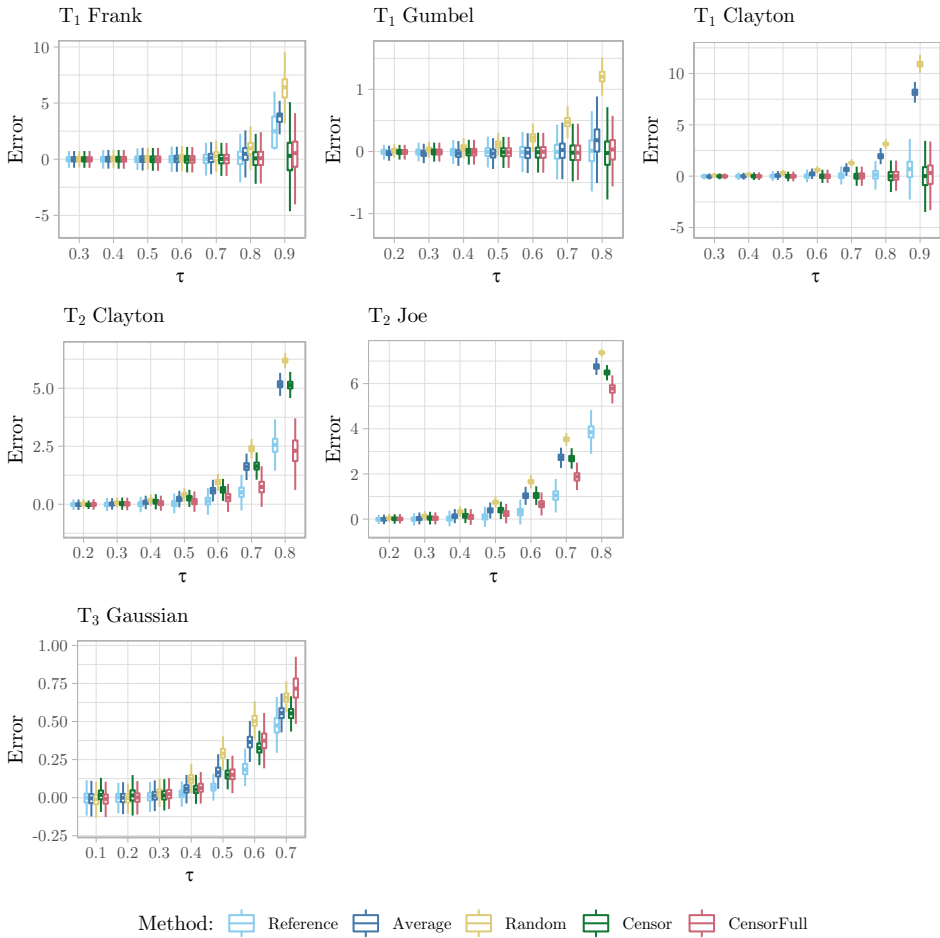 T₁ Frank
T₁ Gumbel
T₁ Clayton
Error
10
5
0
-5
0.3 0.4 0.5 0.6 0.7 0.8 0.9
τ
Error
1
0
-1
0.2 0.3 0.4 0.5 0.6 0.7 0.8
τ
Error
10
5
0
-5
0.3 0.4 0.5 0.6 0.7 0.8 0.9
τ
T₂ Clayton
T₂ Joe
Error
5.0
2.5
0.0
0.2 0.3 0.4 0.5 0.6 0.7 0.8
τ
Error
6
4
2
0
0.2 0.3 0.4 0.5 0.6 0.7 0.8
τ
T₃ Gaussian
Error
1.00
0.75
0.50
0.25
0.00
-0.25
0.1 0.2 0.3 0.4 0.5 0.6 0.7
τ
Method: Reference Average Random Censor CensorFull